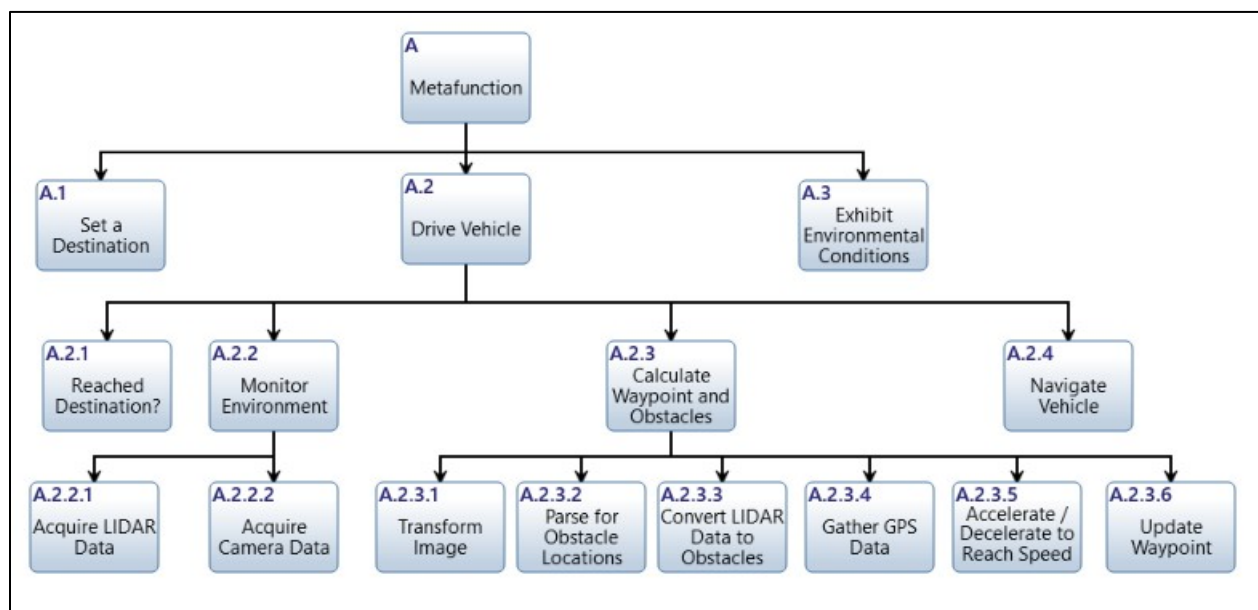 A
Metafunction
A.1
Set a
Destination
A.2
Drive Vehicle
A.3
Exhibit
Environmental
Conditions
A.2.1
Reached
Destination?
A.2.2
Monitor
Environment
A.2.3
Calculate
Waypoint and
Obstacles
A.2.4
Navigate
Vehicle
A.2.2.1
Acquire LIDAR
Data
A.2.2.2
Acquire
Camera Data
A.2.3.1
Transform
Image
A.2.3.2
Parse for
Obstacle
Locations
A.2.3.3
Convert LIDAR
Data to
Obstacles
A.2.3.4
Gather GPS
Data
A.2.3.5
Accelerate /
Decelerate to
Reach Speed
A.2.3.6
Update
Waypoint